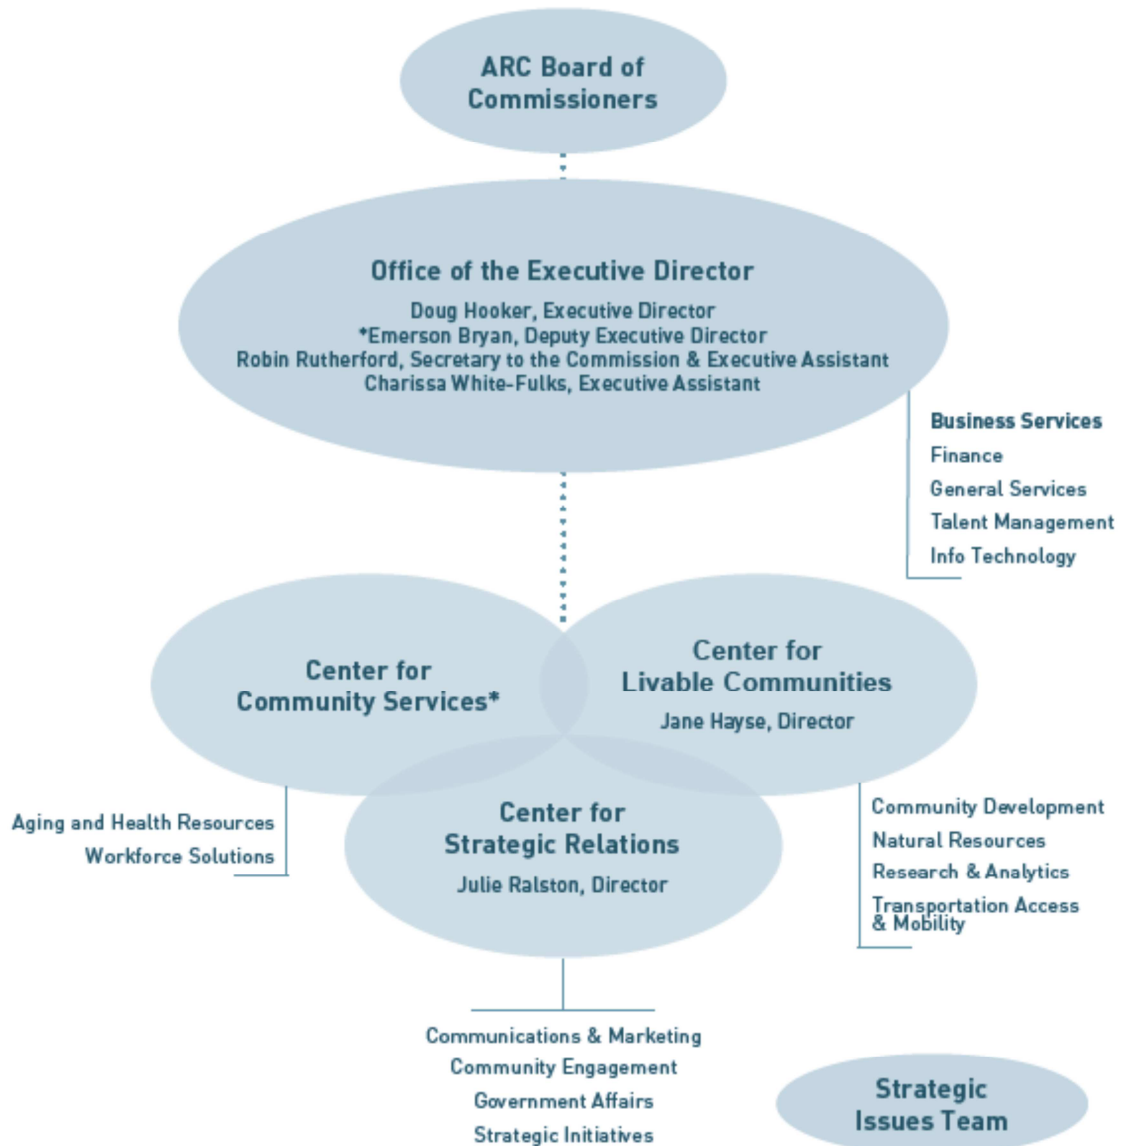 ARC Board of
Commissioners
Office of the Executive Director
Doug Hooker, Executive Director
*Emerson Bryan, Deputy Executive Director
Robin Rutherford, Secretary to the Commission & Executive Assistant
Charissa White-Fulks, Executive Assistant
Business Services
Finance
General Services
Talent Management
Info Technology
Center for
Community Services*
Center for
Livable Communities
Jane Hayse, Director
Aging and Health Resources
Workforce Solutions
Center for
Strategic Relations
Julie Ralston, Director
Community Development
Natural Resources
Research & Analytics
Transportation Access
& Mobility
Communications & Marketing
Community Engagement
Government Affairs
Strategic Initiatives
Strategic
Issues Team